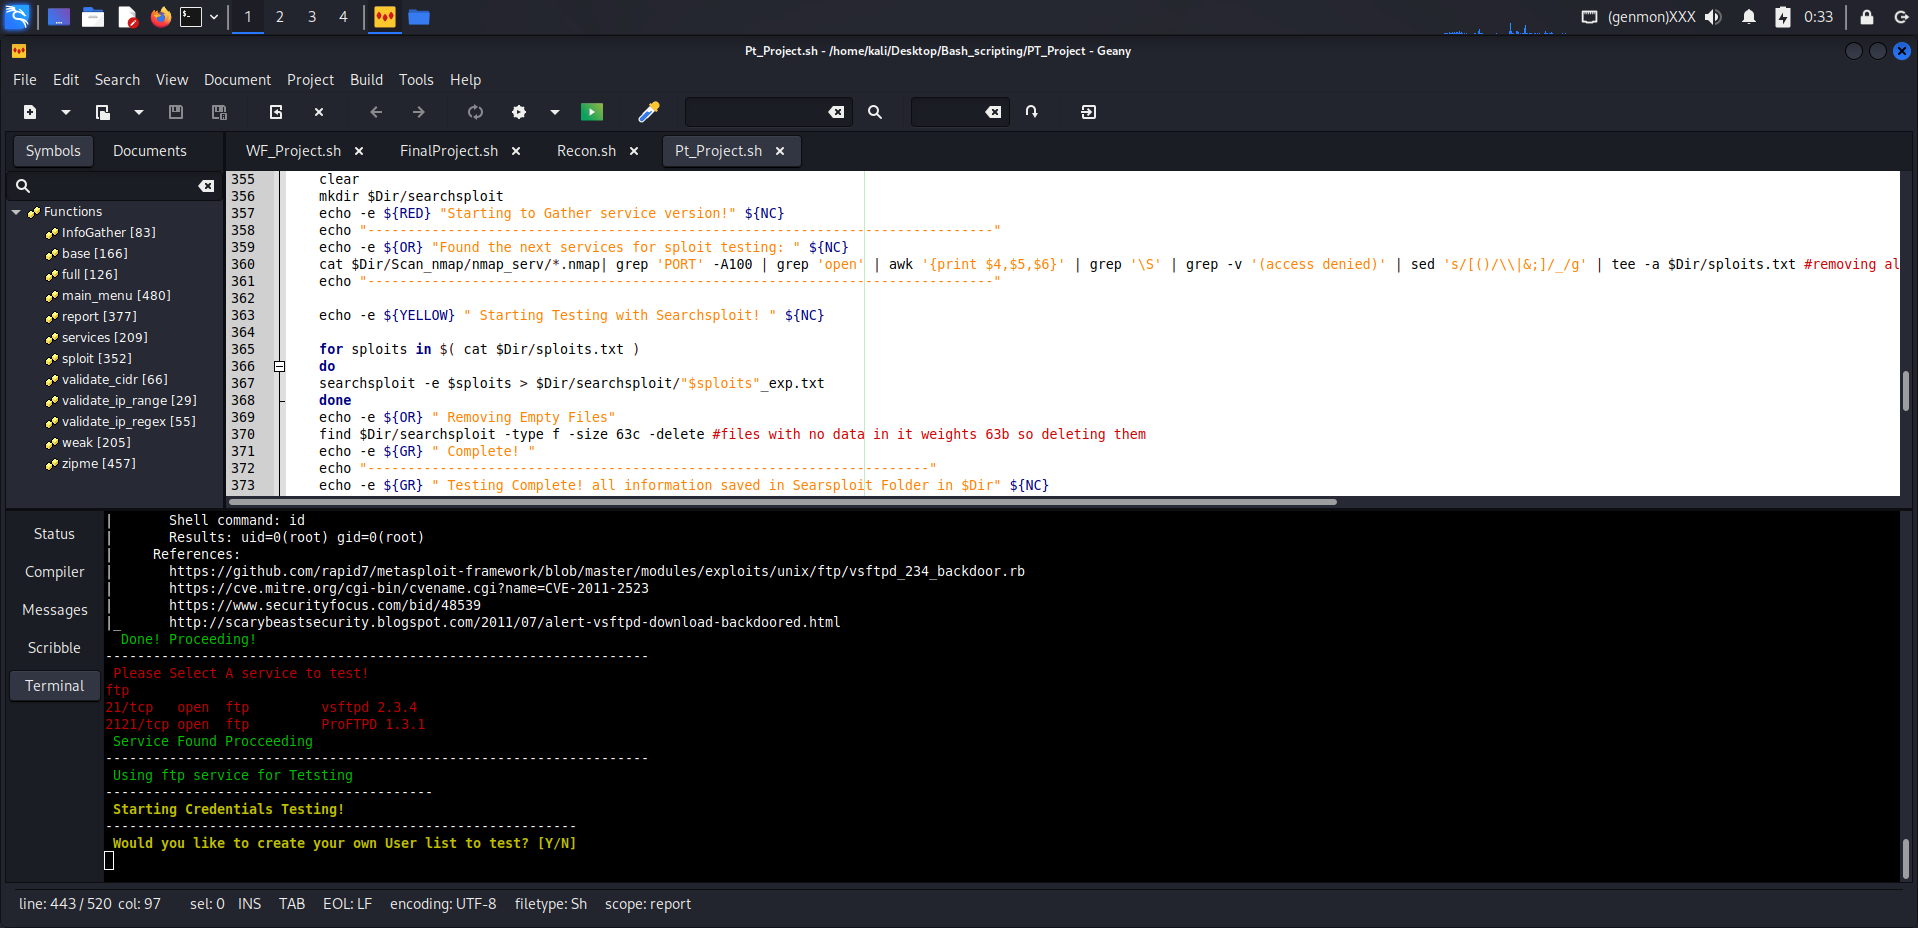 1 2 3 4 (genmon)XXX 0:33
Pt_Project.sh - /home/kali/Desktop/Bash_scripting/PT_Project - Geany
File Edit Search View Document Project Build Tools Help
Symbols Documents
WF_Project.sh FinalProject.sh Recon.sh Pt_Project.sh
Functions
InfoGather [83]
base [166]
full [126]
main_menu [480]
report [377]
services [209]
sploit [352]
validate_cidr [66]
validate_ip_range [29]
validate_ip_regex [55]
weak [205]
zipme [457]
355 clear
356 mkdir $Dir/searchsploit
357 echo -e ${RED} "Starting to Gather service version!" ${NC}
358 echo "------------------------------------------------------------------------------"
359 echo -e ${OR} "Found the next services for sploit testing: " ${NC}
360 cat $Dir/Scan_nmap/nmap_serv/*.nmap| grep 'PORT' -A100 | grep 'open' | awk '{print $4,$5,$6}' | grep '\S' | grep -v '(access denied)' | sed 's/[()/\\|&;]/_/g' | tee -a $Dir/sploits.txt #removing al
361 echo "------------------------------------------------------------------------------"
362
363 echo -e ${YELLOW} " Starting Testing with Searchsploit! " ${NC}
364
365 for sploits in $( cat $Dir/sploits.txt )
366 do
367 searchsploit -e $sploits > $Dir/searchsploit/"$sploits"_exp.txt
368 done
369 echo -e ${OR} " Removing Empty Files"
370 find $Dir/searchsploit -type f -size 63c -delete #files with no data in it weights 63b so deleting them
371 echo -e ${GR} " Complete! "
372 echo "----------------------------------------------------------------------"
373 echo -e ${GR} " Testing Complete! all information saved in Searsploit Folder in $Dir" ${NC}
Status
Compiler
Messages
Scribble
Terminal
| Shell command: id
| Results: uid=0(root) gid=0(root)
| References:
| https://github.com/rapid7/metasploit-framework/blob/master/modules/exploits/unix/ftp/vsftpd_234_backdoor.rb
| https://cve.mitre.org/cgi-bin/cvename.cgi?name=CVE-2011-2523
| https://www.securityfocus.com/bid/48539
|_ http://scarybeastsecurity.blogspot.com/2011/07/alert-vsftpd-download-backdoored.html
Done! Proceeding!
--------------------------------------------------------------------
Please Select A service to test!
ftp
21/tcp open ftp vsftpd 2.3.4
2121/tcp open ftp ProFTPD 1.3.1
Service Found Procceeding
--------------------------------------------------------------------
Using ftp service for Tetsting
-----------------------------------------
Starting Credentials Testing!
-----------------------------------------------------------
Would you like to create your own User list to test? [Y/N]
line: 443 / 520 col: 97 sel: 0 INS TAB EOL: LF encoding: UTF-8 filetype: Sh scope: report